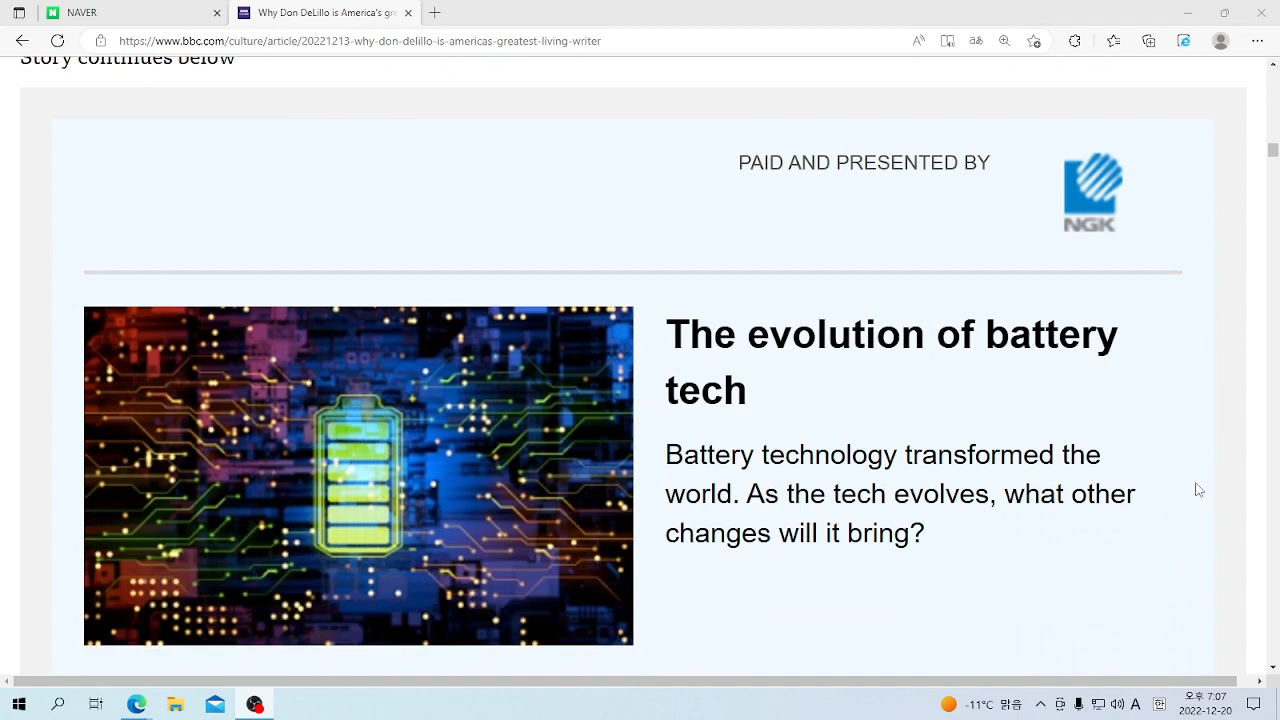 NAVER
Why Don DeLillo is America's gre
https://www.bbc.com/culture/article/20221213-why-don-delillo-is-americas-greatest-living-writer
Story continues below
PAID AND PRESENTED BY
NGK
The evolution of battery
tech
Battery technology transformed the
world. As the tech evolves, what other
changes will it bring?
-11°C 맑음
A
오후 7:07
2022-12-20